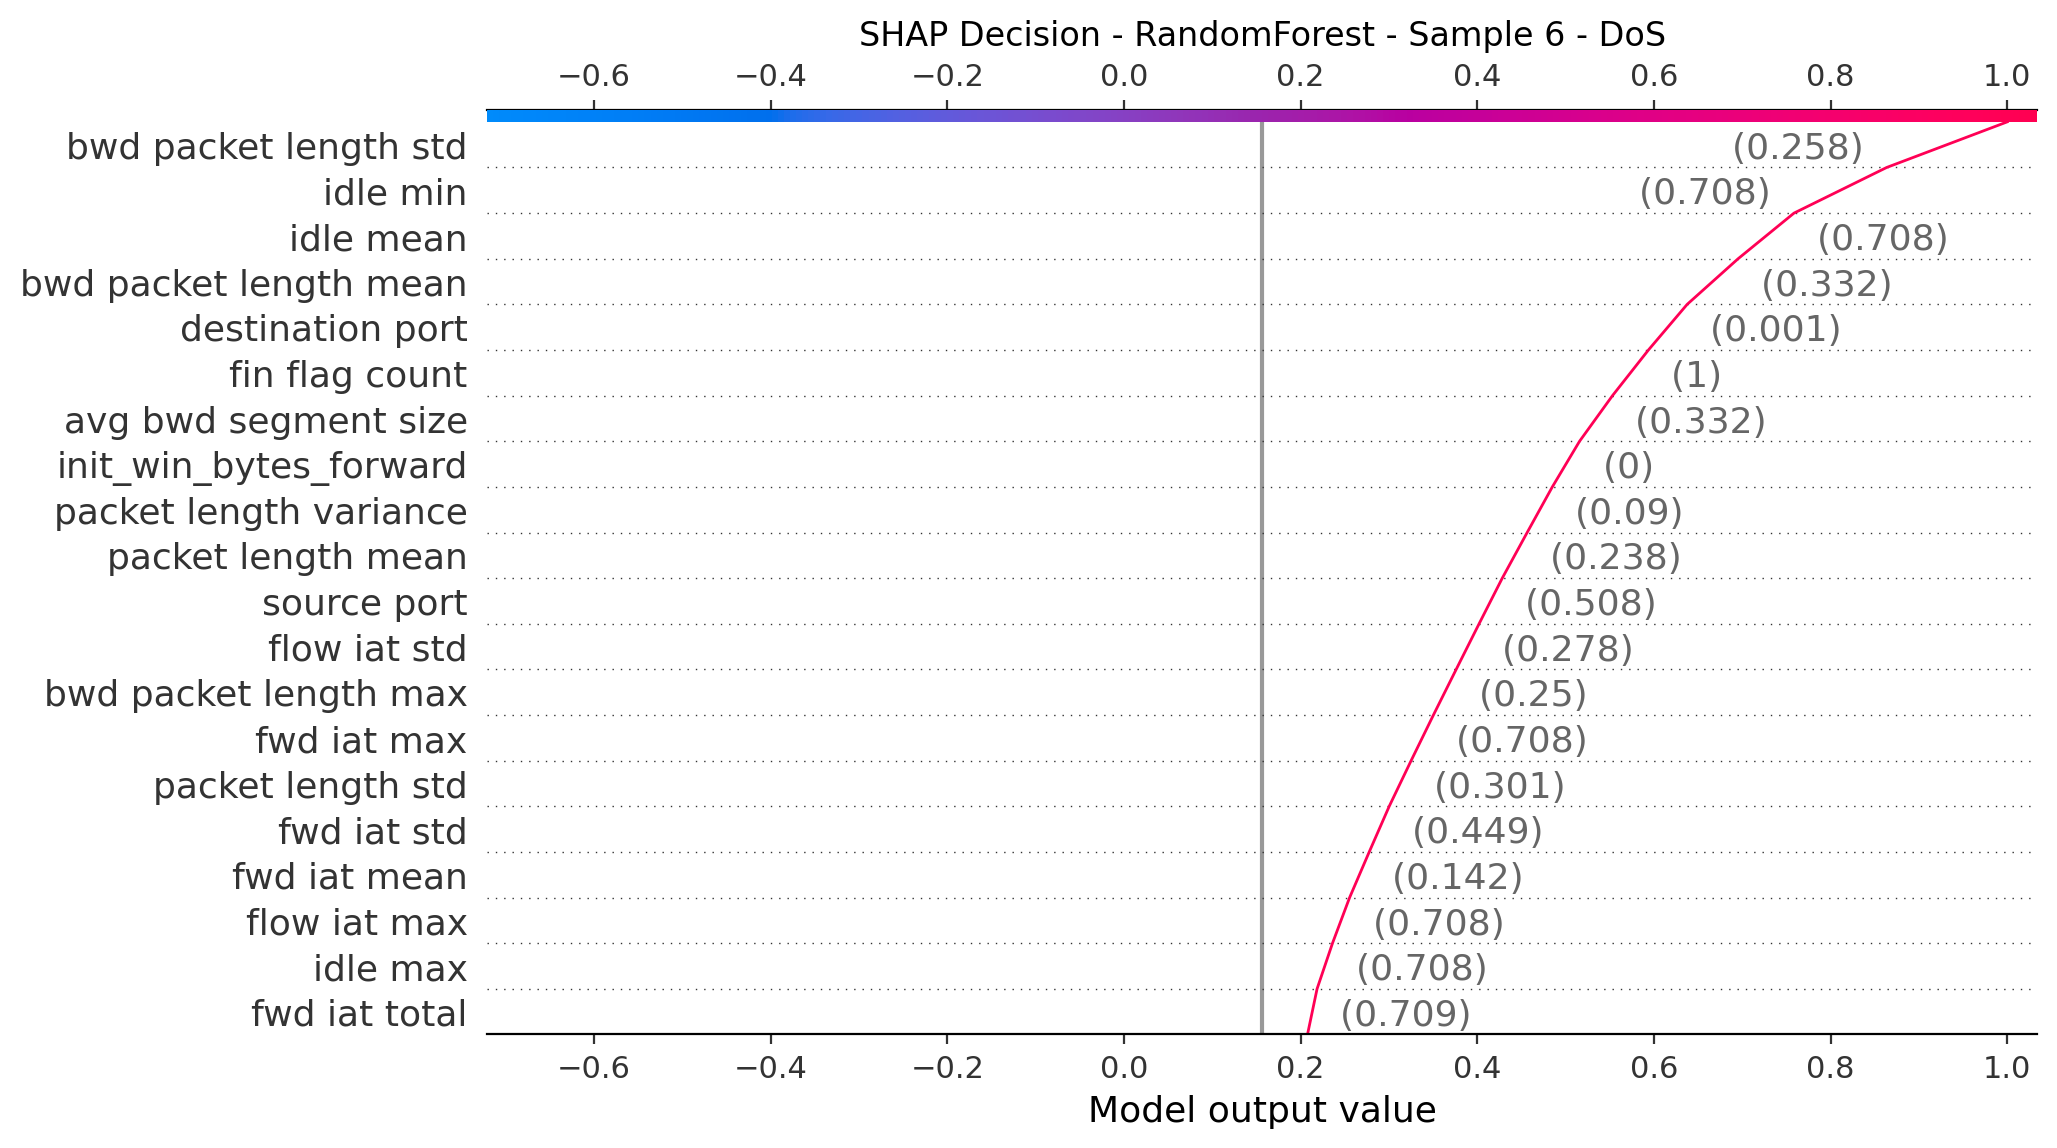 SHAP Decision - RandomForest - Sample 6 - DoS
−0.6 −0.4 −0.2 0.0 0.2 0.4 0.6 0.8 1.0
bwd packet length std (0.258)
idle min (0.708)
idle mean (0.708)
bwd packet length mean (0.332)
destination port (0.001)
fin flag count (1)
avg bwd segment size (0.332)
init_win_bytes_forward (0)
packet length variance (0.09)
packet length mean (0.238)
source port (0.508)
flow iat std (0.278)
bwd packet length max (0.25)
fwd iat max (0.708)
packet length std (0.301)
fwd iat std (0.449)
fwd iat mean (0.142)
flow iat max (0.708)
idle max (0.708)
fwd iat total (0.709)
−0.6 −0.4 −0.2 0.0 0.2 0.4 0.6 0.8 1.0
Model output value